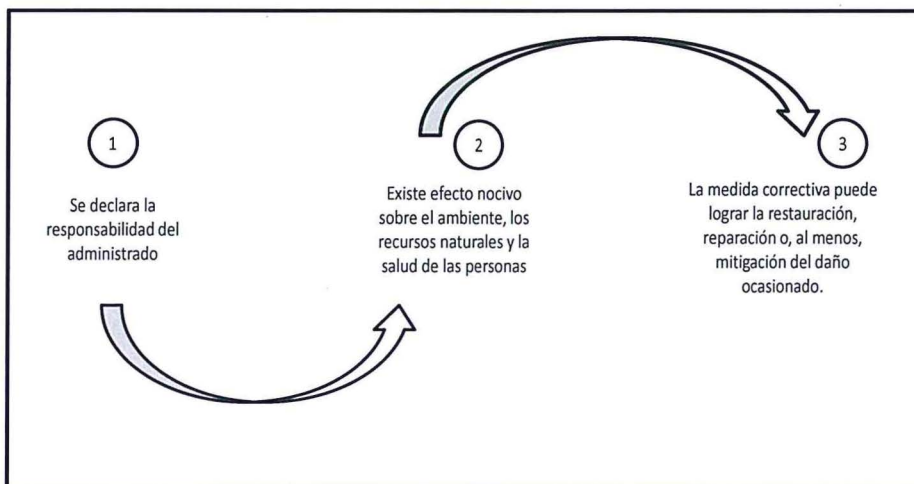 1
Se declara la
responsabilidad del
administrado
2
Existe efecto nocivo
sobre el ambiente, los
recursos naturales y la
salud de las personas
3
La medida correctiva puede
lograr la restauración,
reparación o, al menos,
mitigación del daño
ocasionado.